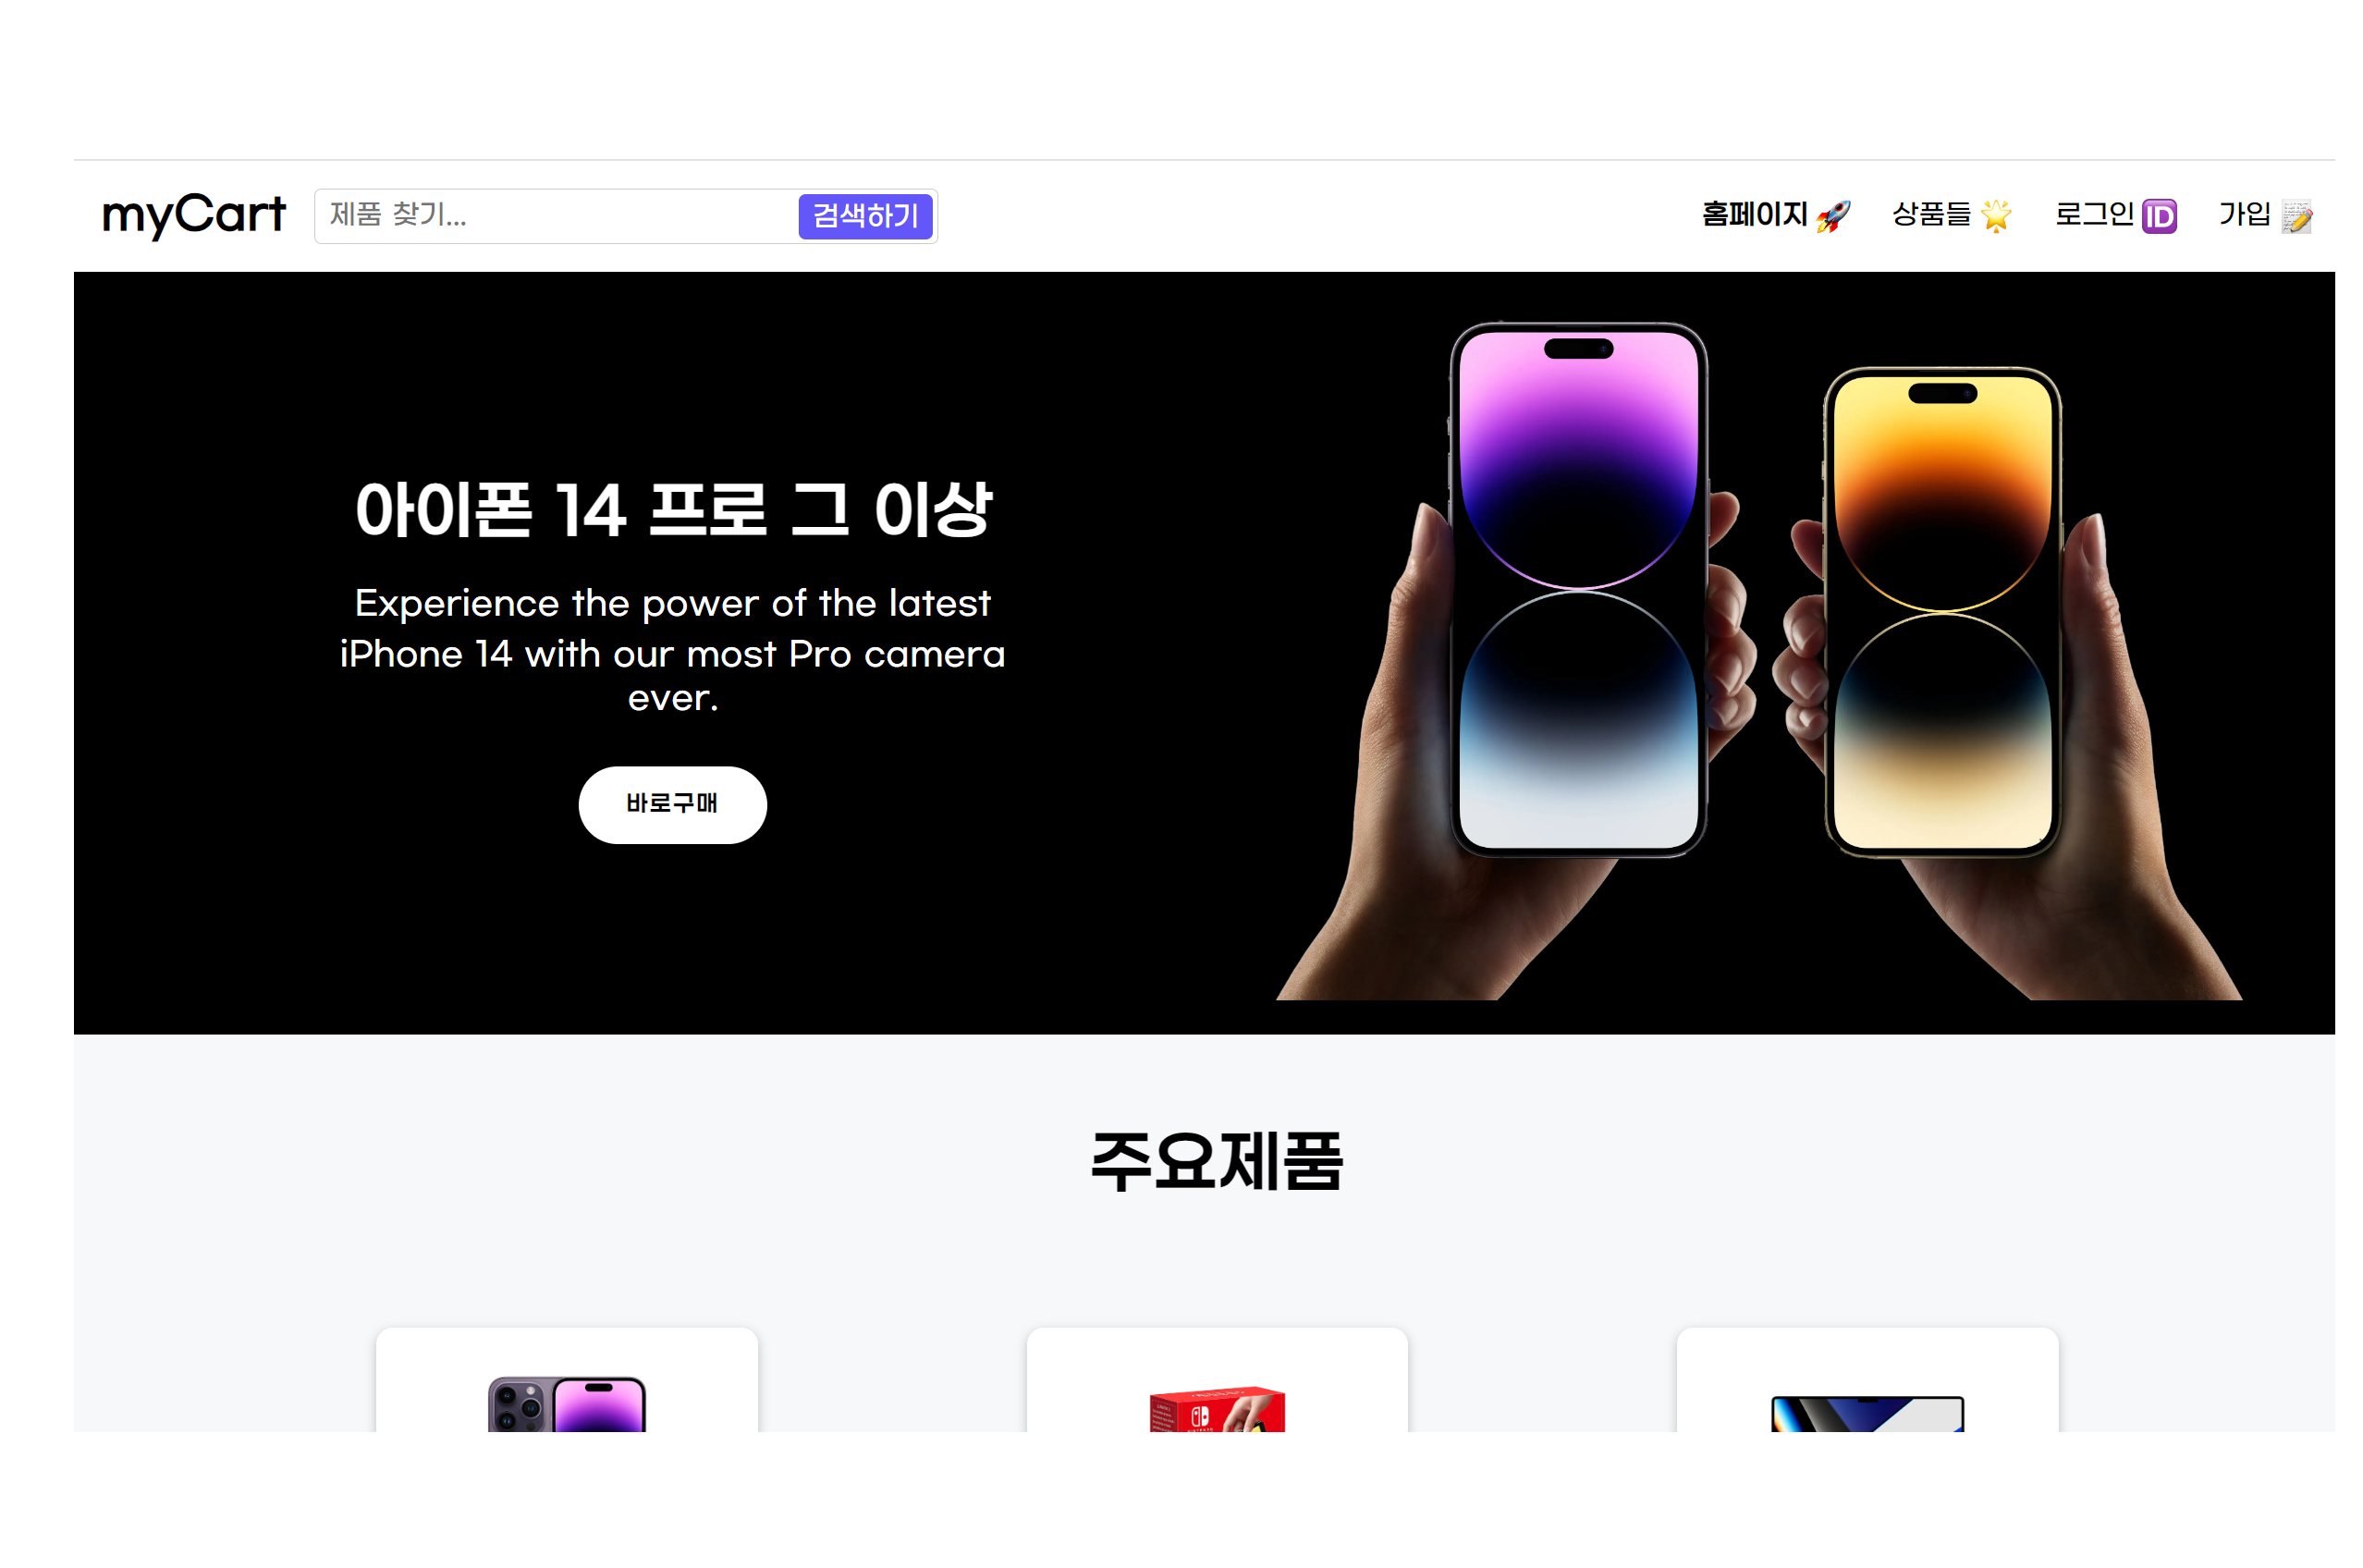 myCart 제품 찾기... 검색하기 홈페이지 🚀 상품들 🌟 로그인 🆔 가입 📝
아이폰 14 프로 그 이상
Experience the power of the latest
iPhone 14 with our most Pro camera
ever.
바로구매
주요제품